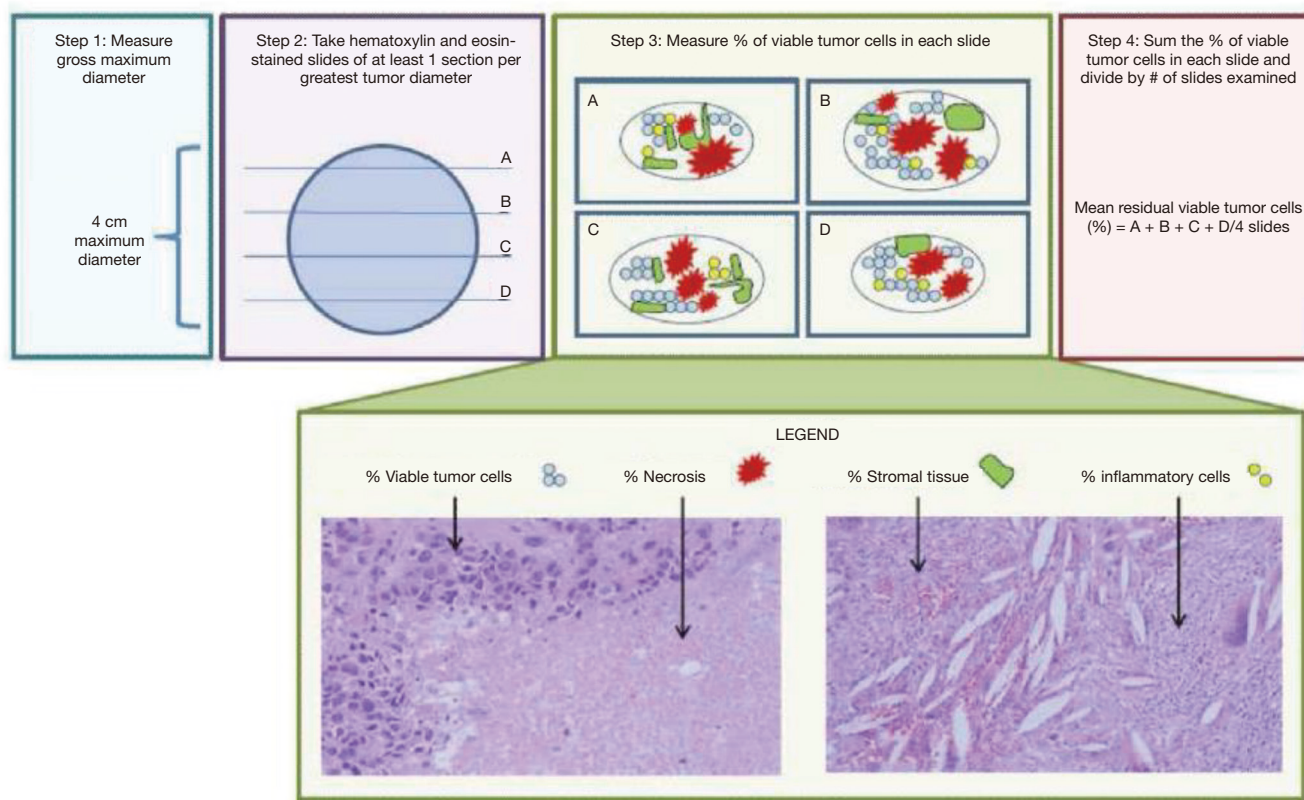 Step 1: Measure
gross maximum
diameter
4 cm
maximum
diameter
Step 2: Take hematoxylin and eosin-
stained slides of at least 1 section per
greatest tumor diameter
A
B
C
D
Step 3: Measure % of viable tumor cells in each slide
A
B
C
D
Step 4: Sum the % of viable
tumor cells in each slide and
divide by # of slides examined
Mean residual viable tumor cells
(%) = A + B + C + D/4 slides
LEGEND
% Viable tumor cells
% Necrosis
% Stromal tissue
% inflammatory cells